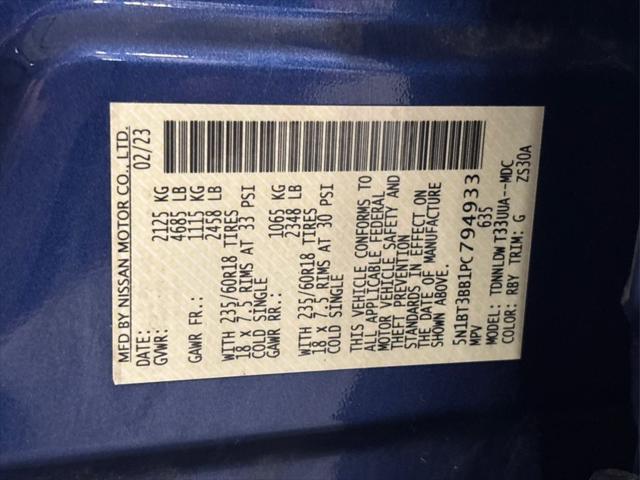 MFD BY NISSAN MOTOR CO., LTD.
DATE: 02/23
GVWR: 2125 KG
4685 LB
GAWR FR.: 1115 KG
2458 LB
WITH 235/60R18 TIRES
18 X 7.5 RIMS AT 33 PSI
COLD SINGLE
GAWR RR.: 1065 KG
2348 LB
WITH 235/60R18 TIRES
18 X 7.5 RIMS AT 30 PSI
COLD SINGLE
THIS VEHICLE CONFORMS TO
ALL APPLICABLE FEDERAL
MOTOR VEHICLE SAFETY AND
THEFT PREVENTION
STANDARDS IN EFFECT ON
THE DATE OF MANUFACTURE
SHOWN ABOVE.
5N1BT3BB1PC794933
MPV 635
MODEL: TDNNLDW T33UUA--MDC
COLOR: RBY TRIM: G ZS30A